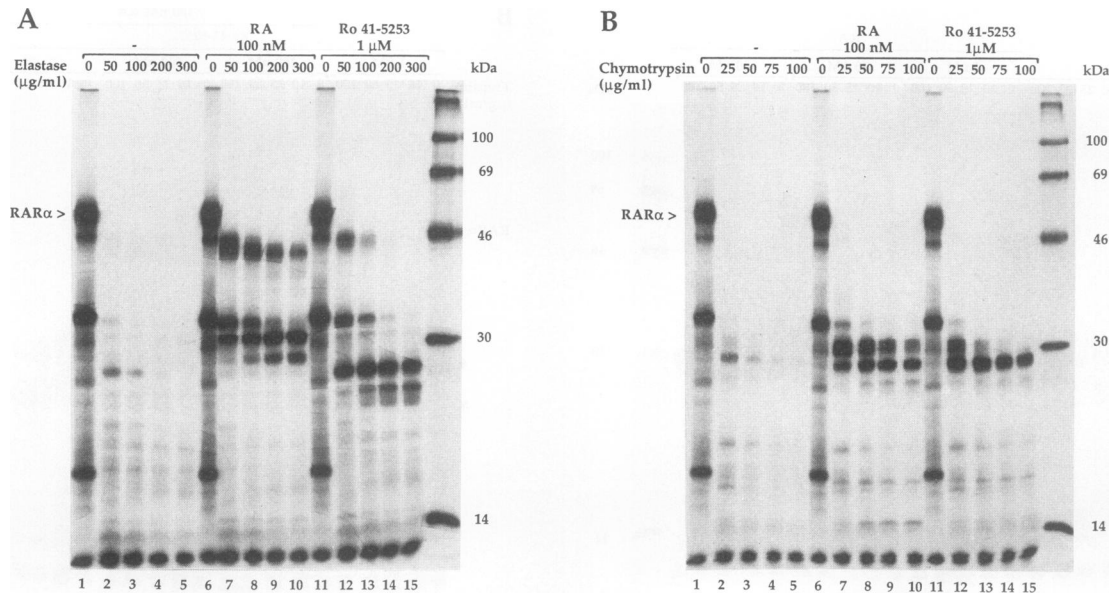 A
RA Ro 41-5253
- 100 nM 1 µM
Elastase 0 50 100 200 300 0 50 100 200 300 0 50 100 200 300 kDa
(µg/ml)
100
69
RARα >
46
30
14
1 2 3 4 5 6 7 8 9 10 11 12 13 14 15
B
RA Ro 41-5253
- 100 nM 1µM
Chymotrypsin 0 25 50 75 100 0 25 50 75 100 0 25 50 75 100 kDa
(µg/ml)
100
69
RARα >
46
30
14
1 2 3 4 5 6 7 8 9 10 11 12 13 14 15